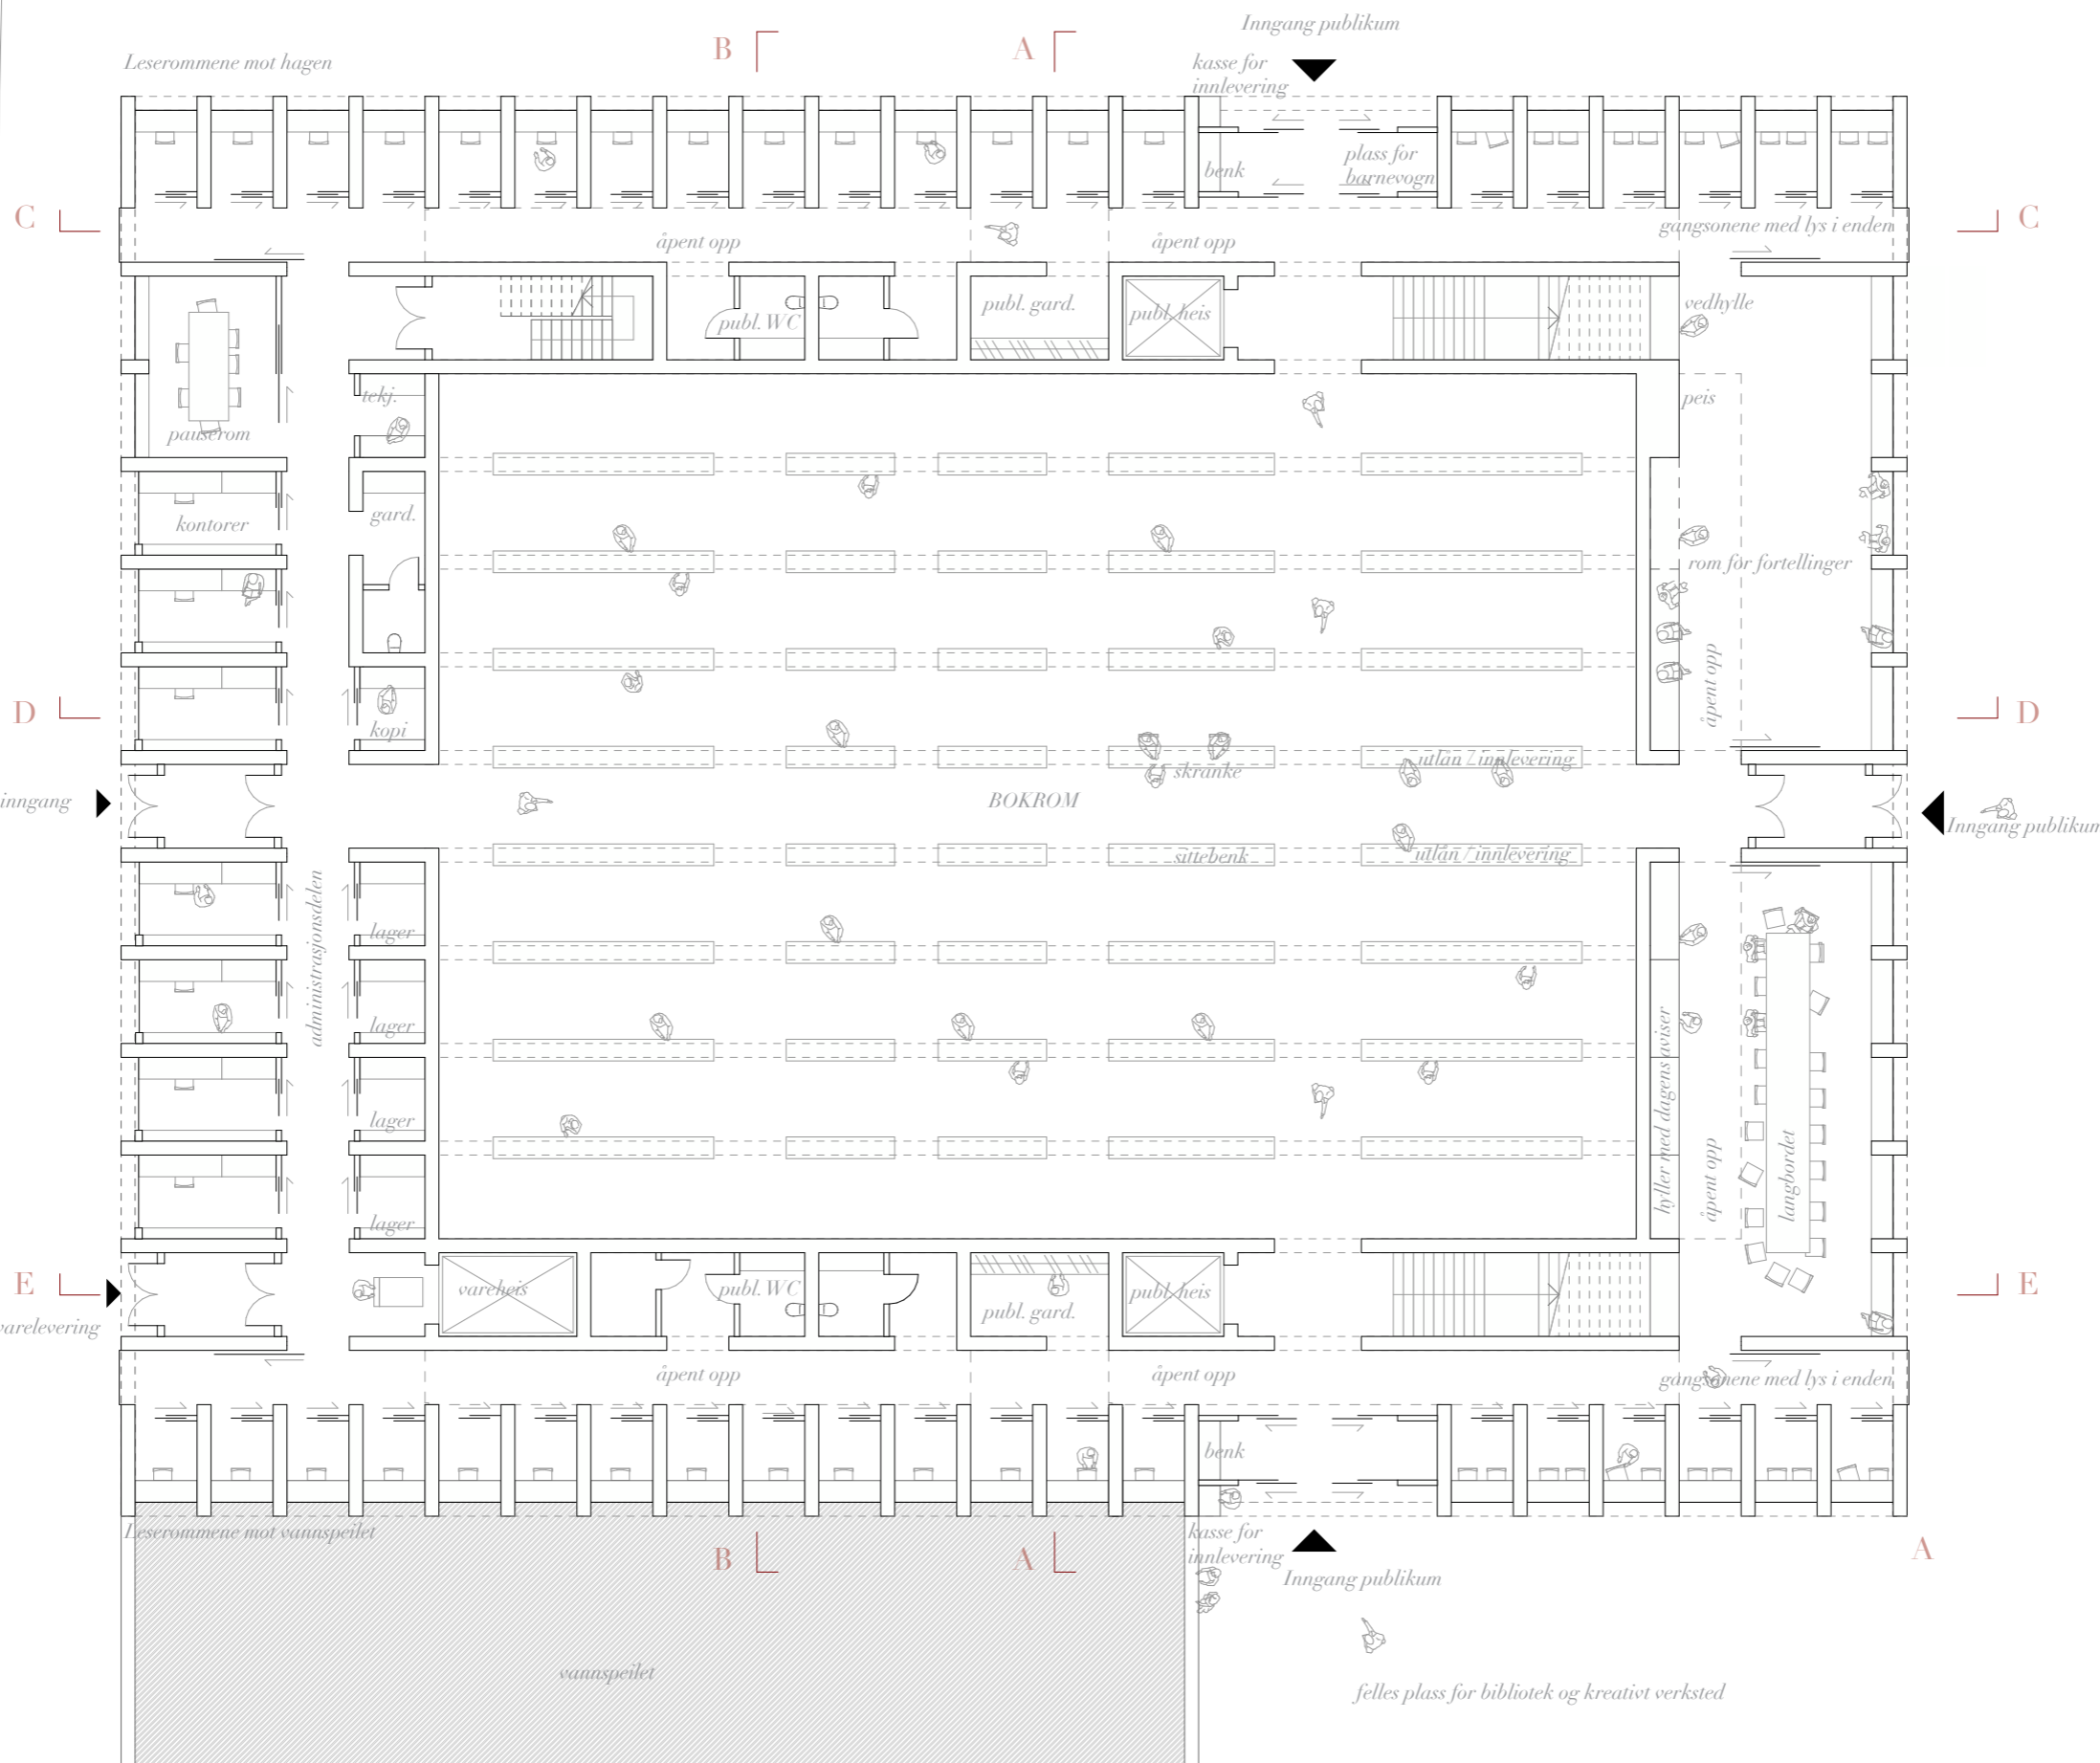 Inngang publikum
B
A
kasse for
innlevering
Leserommene mot hagen
benk
plass for
barnevogn
C
C
gangsonene med lys i enden
åpent opp
åpent opp
publ. gard.
vedhylle
publ. heis
publ. WC
tekj.
peis
pauserom
gard.
kontorer
rom for fortellinger
åpent opp
D
D
kopi
utlån / innlevering
skranke
inngang
BOKROM
Inngang publikum
sittebenk
utlån / innlevering
administrasjonsdelen
lager
lager
lager
lager
hyller med dagens aviser
åpent opp
langbordet
E
E
vareheis
publ. WC
publ. heis
publ. gard.
varelevering
åpent opp
åpent opp
gangsonene med lys i enden
benk
Leserommene mot vannspeilet
kasse for
innlevering
B
A
A
Inngang publikum
vannspeilet
felles plass for bibliotek og kreativt verksted